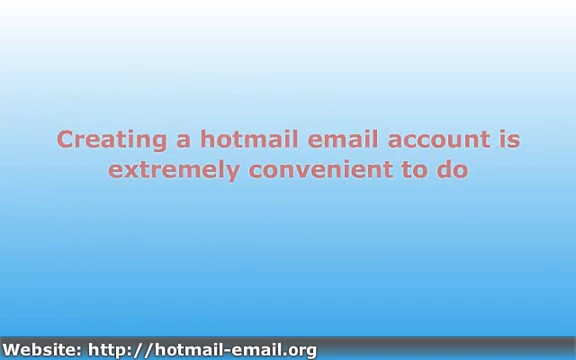 Creating a hotmail email account is
extremely convenient to do
Website: http://hotmail-email.org